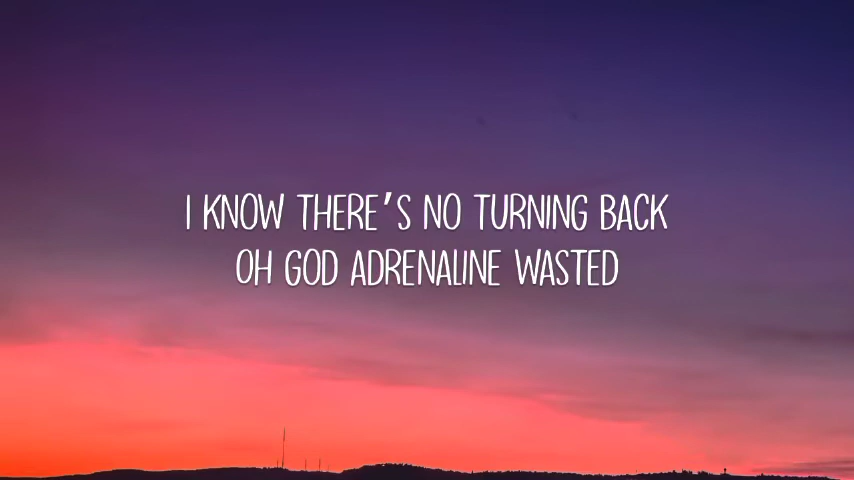 I KNOW THERE'S NO TURNING BACK
OH GOD ADRENALINE WASTED